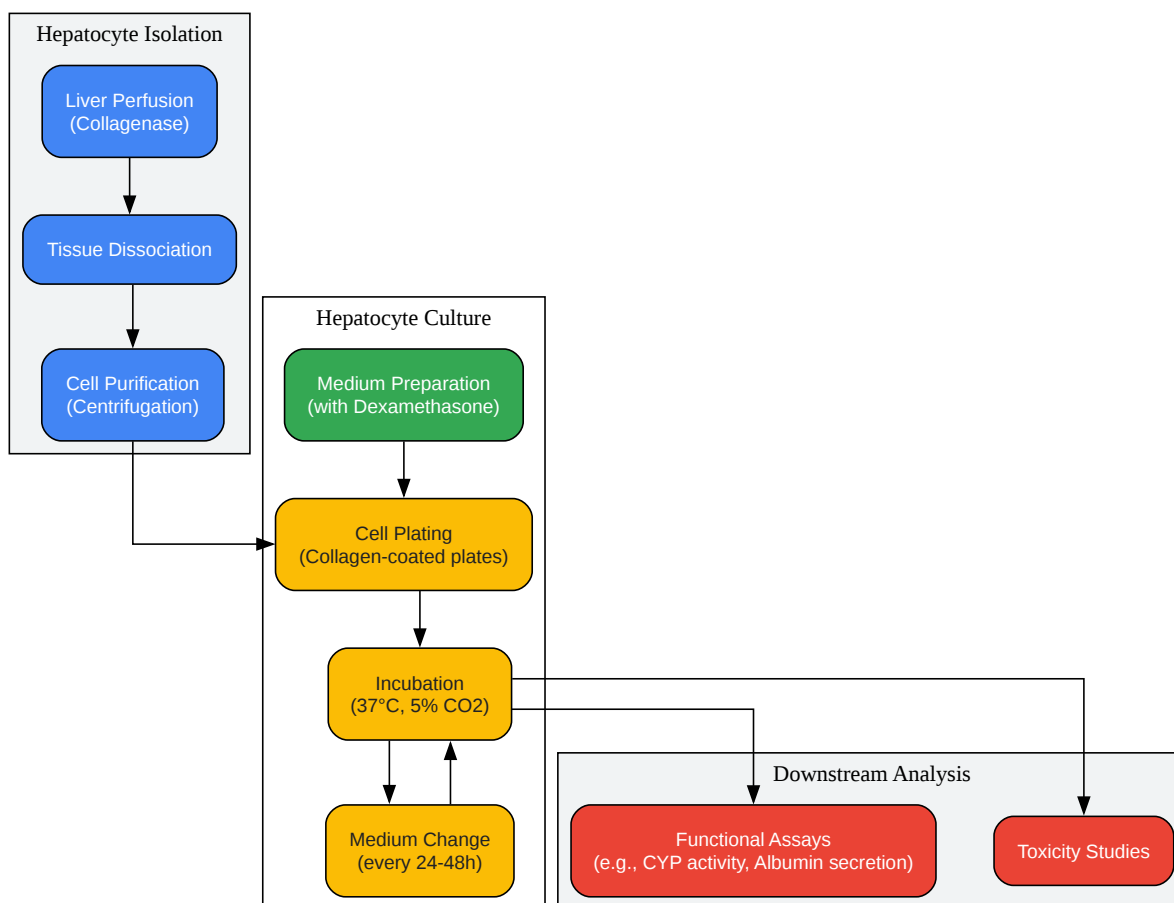 Hepatocyte Isolation
Liver Perfusion
(Collagenase)
Tissue Dissociation
Cell Purification
(Centrifugation)
Hepatocyte Culture
Medium Preparation
(with Dexamethasone)
Cell Plating
(Collagen-coated plates)
Incubation
(37°C, 5% CO2)
Medium Change
(every 24-48h)
Downstream Analysis
Functional Assays
(e.g., CYP activity, Albumin secretion)
Toxicity Studies